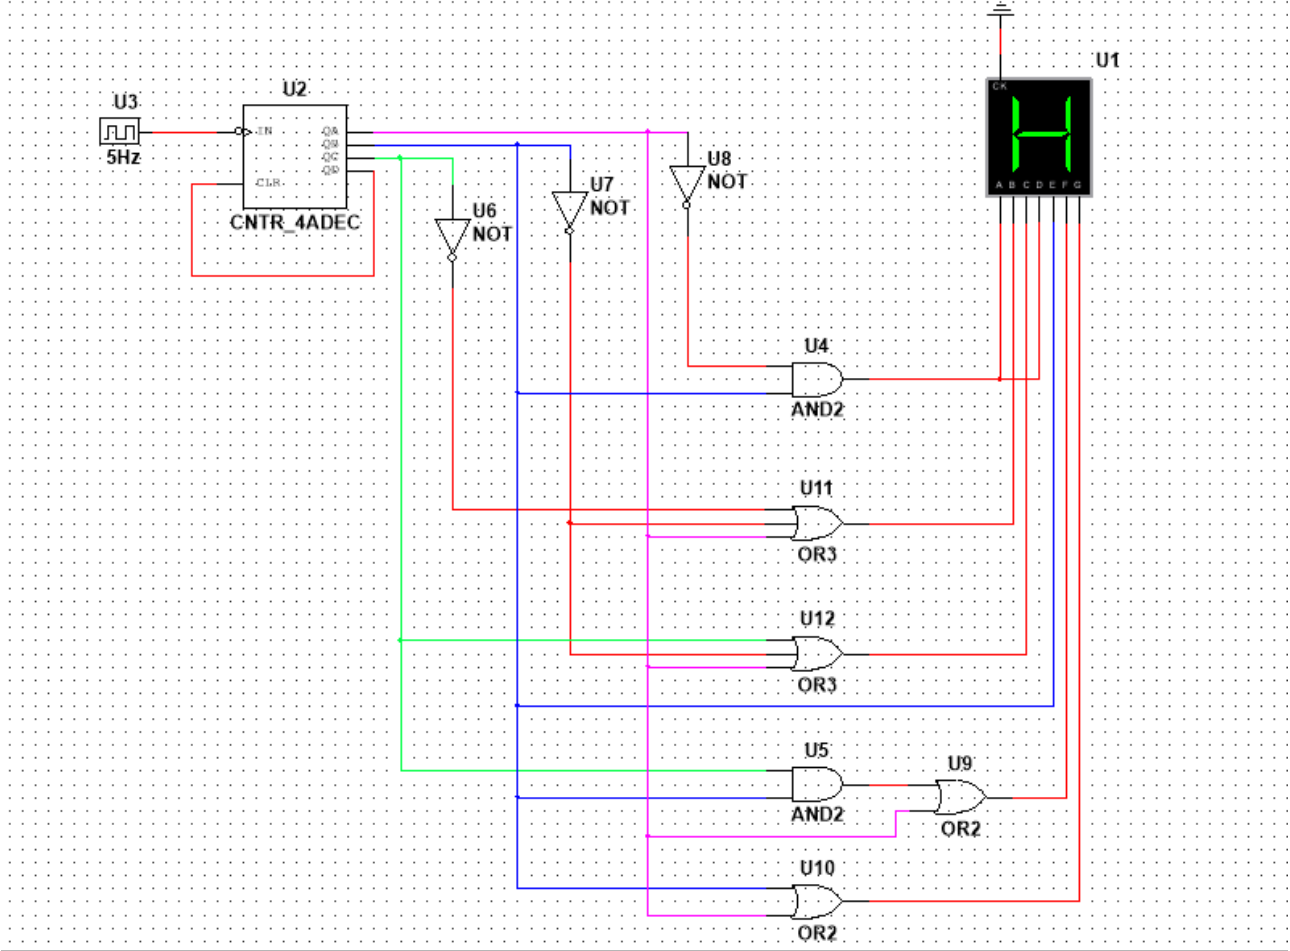 U1
CK
U2
U3
IN
QA
QB
QC
QD
5Hz
CLR
CNTR_4ADEC
U8
NOT
U7
NOT
U6
NOT
A B C D E F G
U4
AND2
U11
OR3
U12
OR3
U5
AND2
U9
OR2
U10
OR2